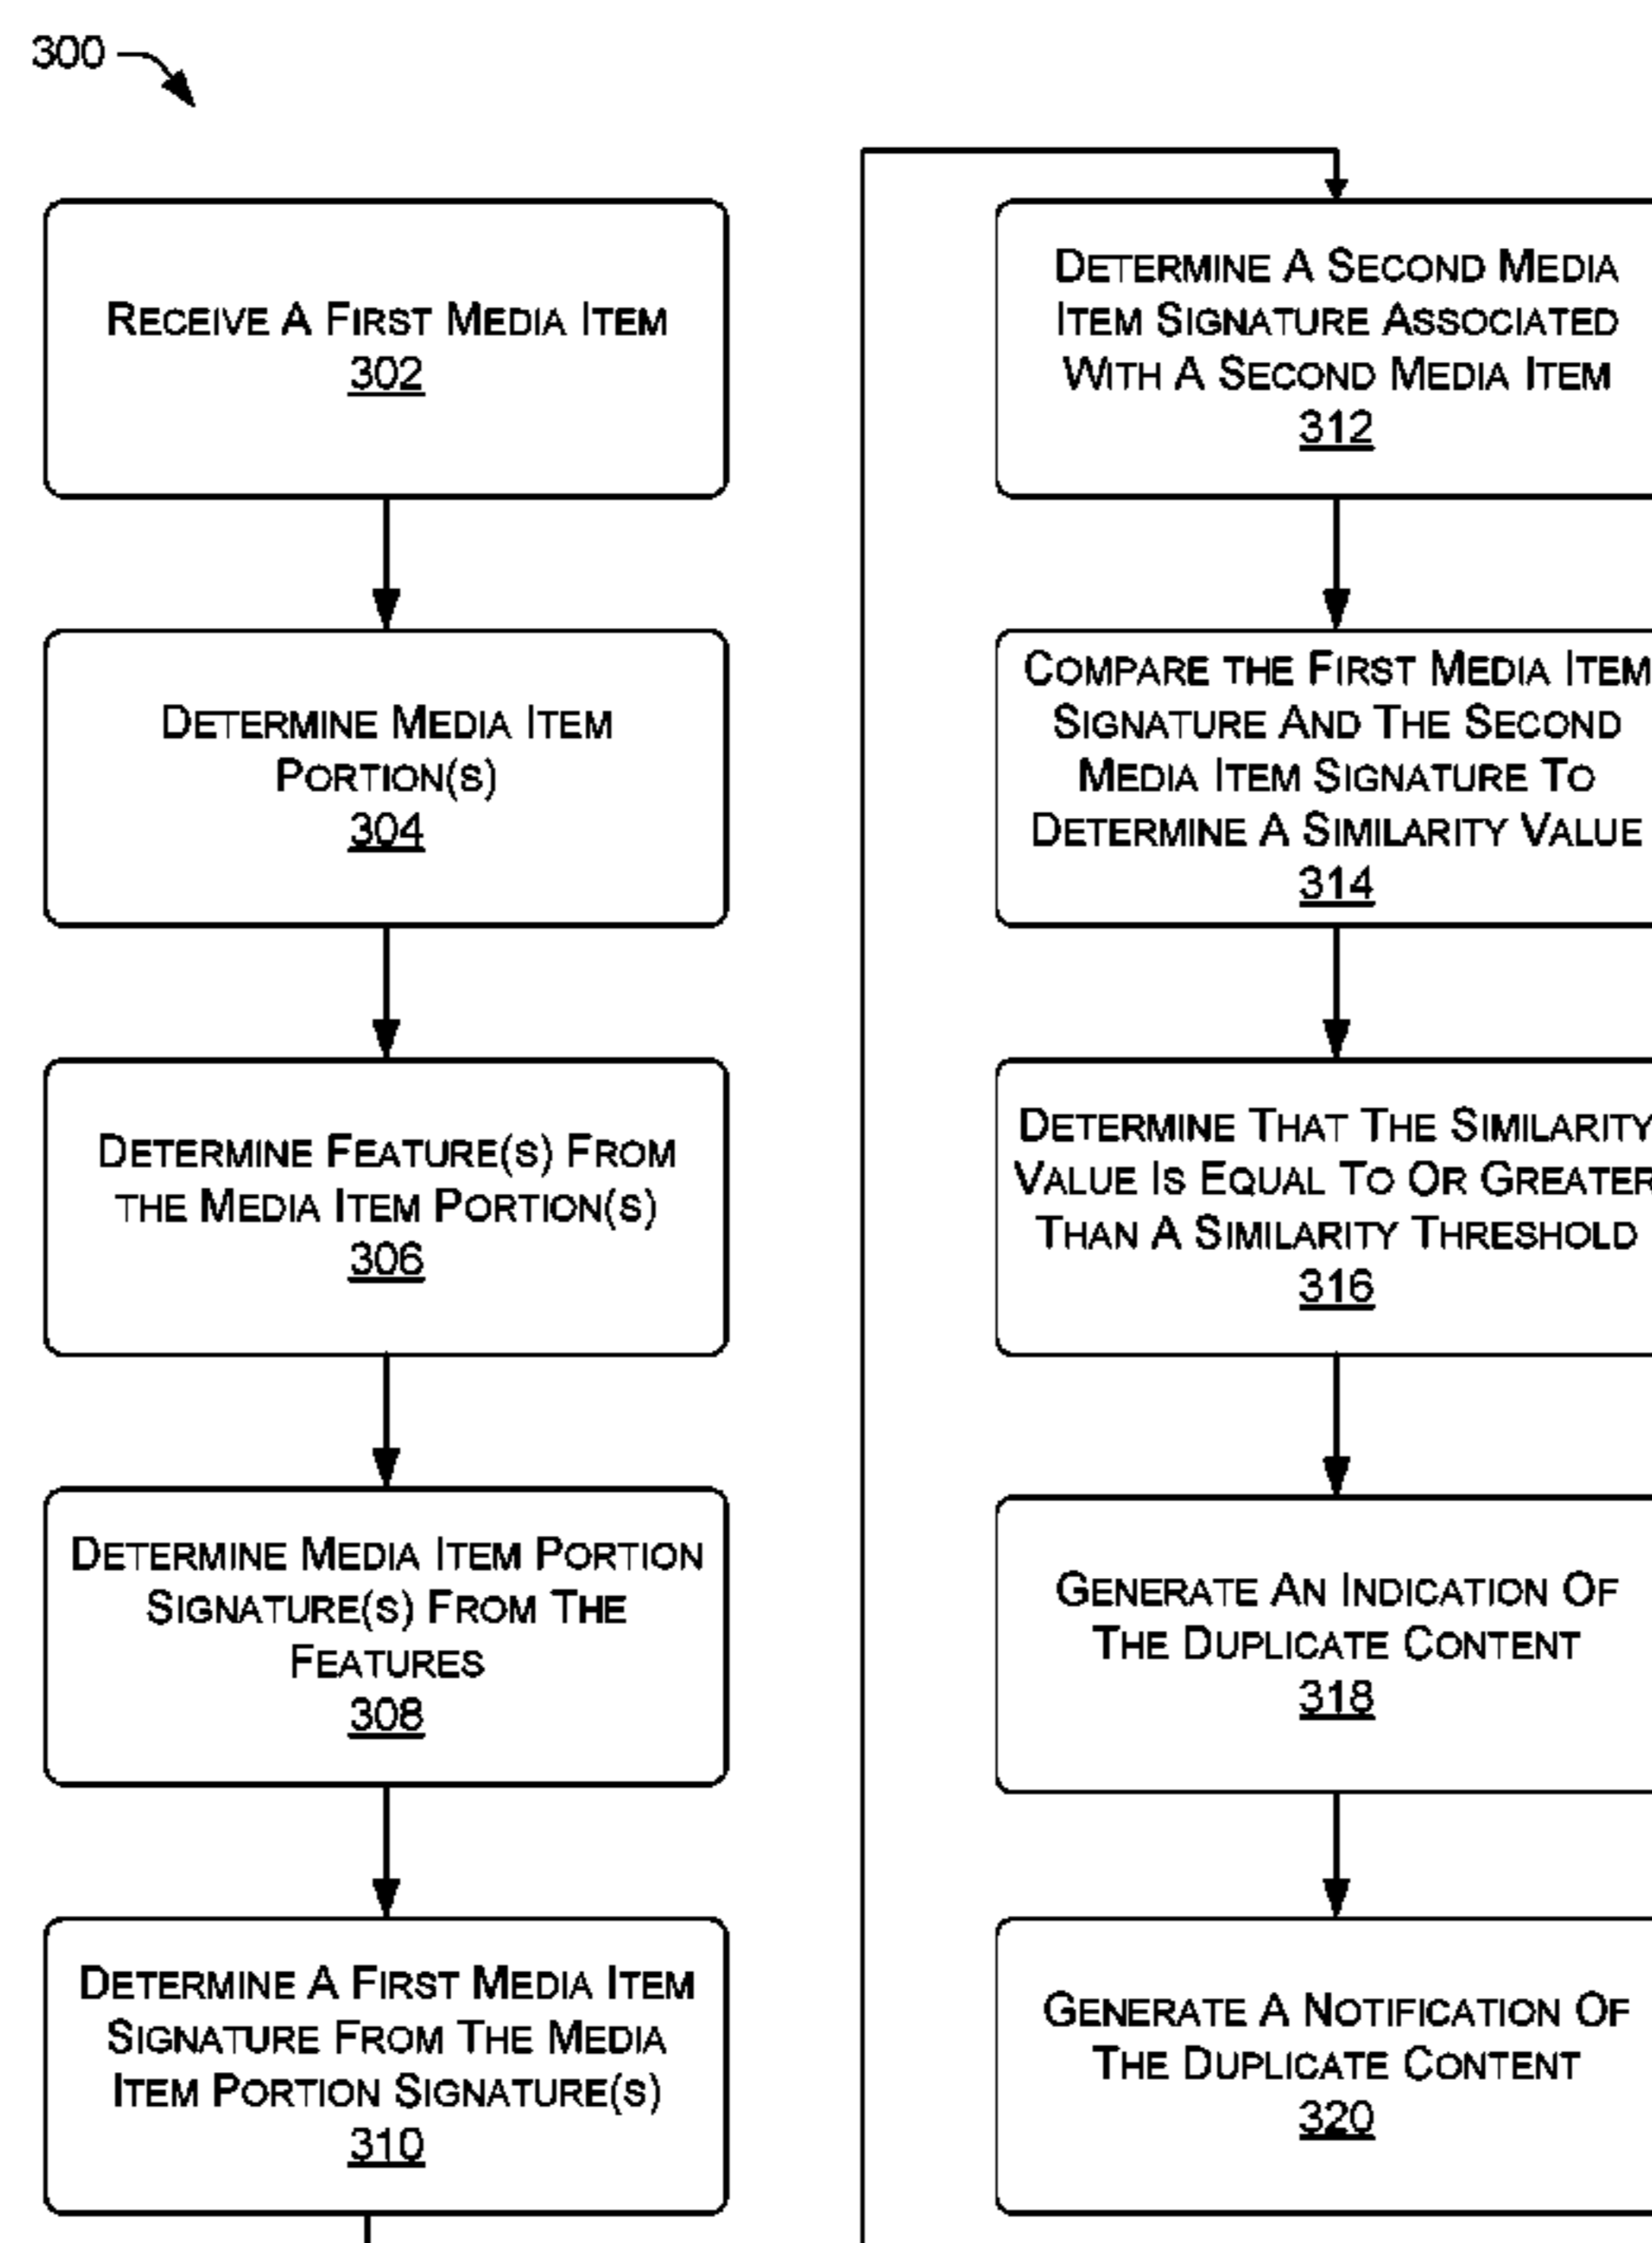 300
RECEIVE A FIRST MEDIA ITEM
302
DETERMINE MEDIA ITEM
PORTION(S)
304
DETERMINE FEATURE(S) FROM
THE MEDIA ITEM PORTION(S)
306
DETERMINE MEDIA ITEM PORTION
SIGNATURE(S) FROM THE
FEATURES
308
DETERMINE A FIRST MEDIA ITEM
SIGNATURE FROM THE MEDIA
ITEM PORTION SIGNATURE(S)
310
DETERMINE A SECOND MEDIA
ITEM SIGNATURE ASSOCIATED
WITH A SECOND MEDIA ITEM
312
COMPARE THE FIRST MEDIA ITEM
SIGNATURE AND THE SECOND
MEDIA ITEM SIGNATURE TO
DETERMINE A SIMILARITY VALUE
314
DETERMINE THAT THE SIMILARITY
VALUE IS EQUAL TO OR GREATER
THAN A SIMILARITY THRESHOLD
316
GENERATE AN INDICATION OF
THE DUPLICATE CONTENT
318
GENERATE A NOTIFICATION OF
THE DUPLICATE CONTENT
320